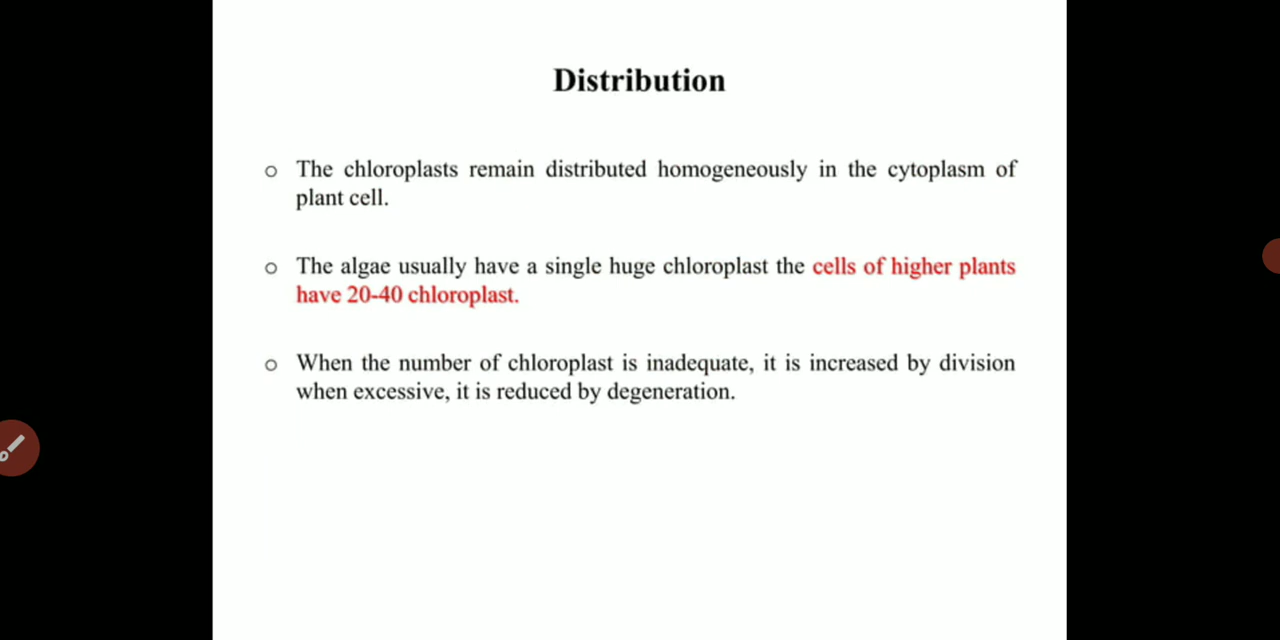 Distribution
The chloroplasts remain distributed homogeneously in the cytoplasm of
plant cell.
The algae usually have a single huge chloroplast the cells of higher plants
have 20-40 chloroplast.
When the number of chloroplast is inadequate, it is increased by division
when excessive, it is reduced by degeneration.